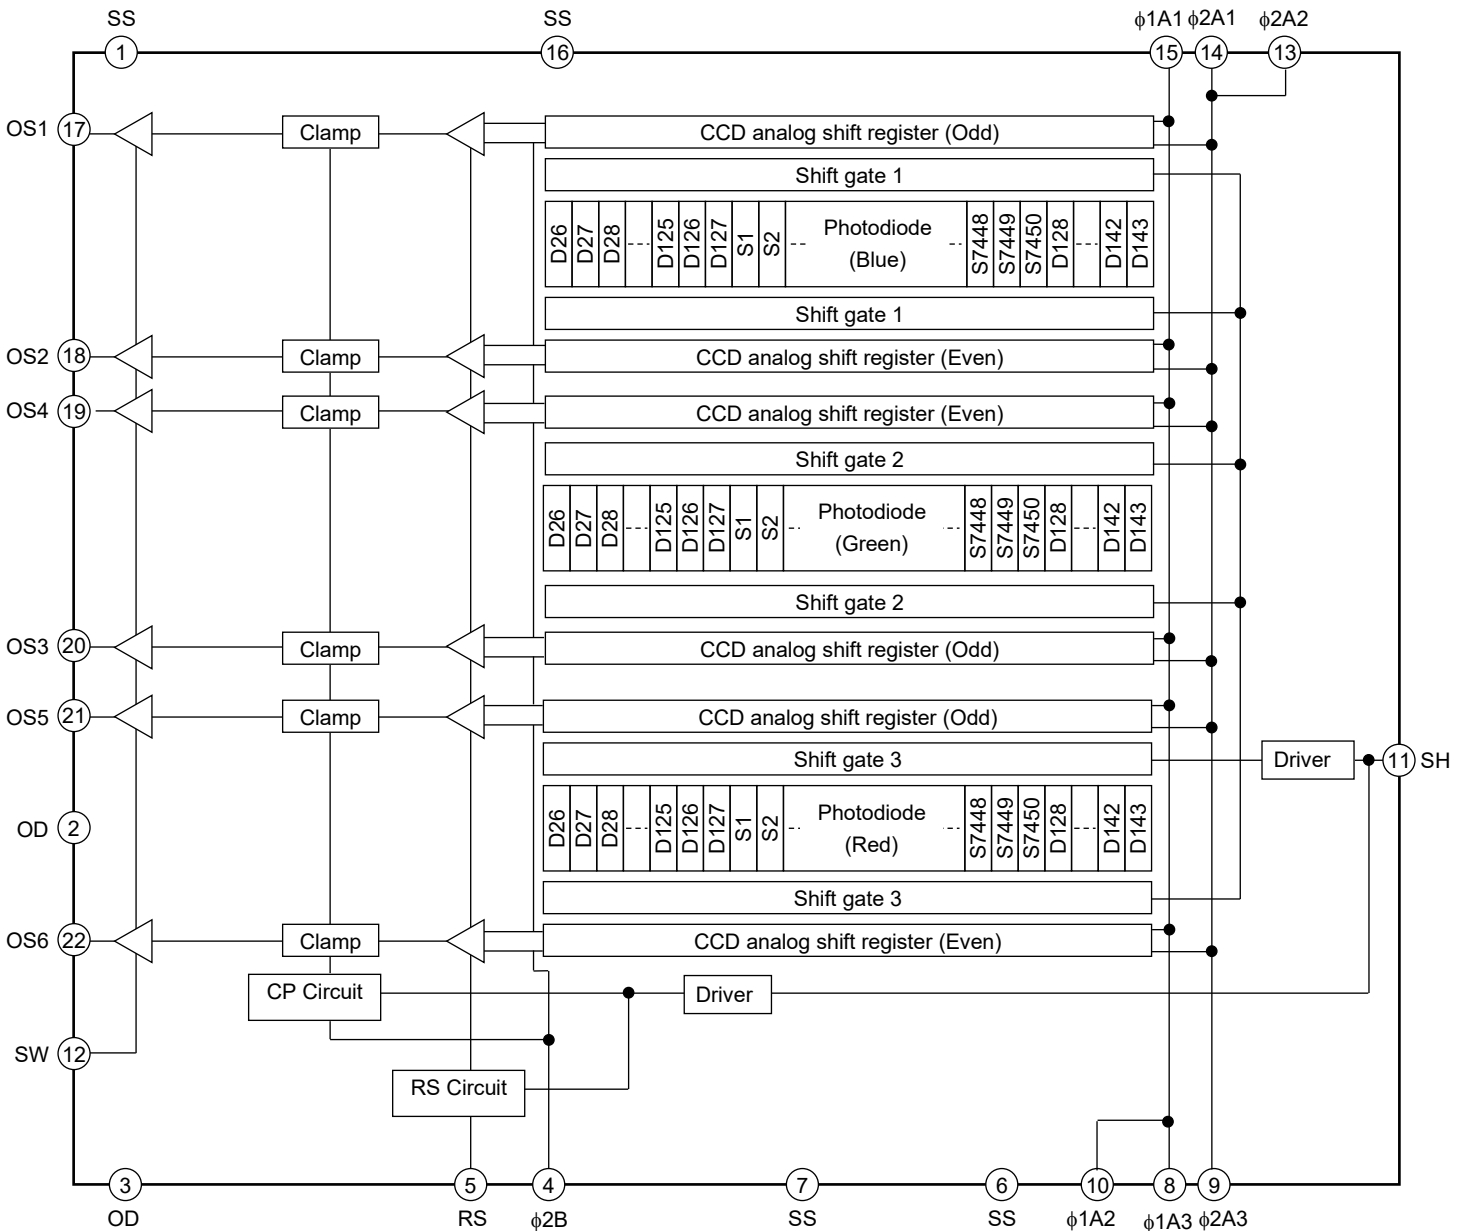 SS
SS
ϕ1A1 ϕ2A1 ϕ2A2
1
16
15 14 13
OS1 17 Clamp CCD analog shift register (Odd)
Shift gate 1
D26 D27 D28 ---- D125 D126 D127 S1 S2 -- Photodiode (Blue) -- S7448 S7449 S7450 D128 ---- D142 D143
Shift gate 1
OS2 18 Clamp CCD analog shift register (Even)
OS4 19 Clamp CCD analog shift register (Even)
Shift gate 2
D26 D27 D28 ---- D125 D126 D127 S1 S2 -- Photodiode (Green) -- S7448 S7449 S7450 D128 ---- D142 D143
Shift gate 2
OS3 20 Clamp CCD analog shift register (Odd)
OS5 21 Clamp CCD analog shift register (Odd)
Shift gate 3 Driver 11 SH
D26 D27 D28 ---- D125 D126 D127 S1 S2 -- Photodiode (Red) -- S7448 S7449 S7450 D128 ---- D142 D143
OD 2
Shift gate 3
OS6 22 Clamp CCD analog shift register (Even)
CP Circuit Driver
SW 12
RS Circuit
3 5 4 7 6 10 8 9
OD RS ϕ2B SS SS ϕ1A2 ϕ1A3 ϕ2A3